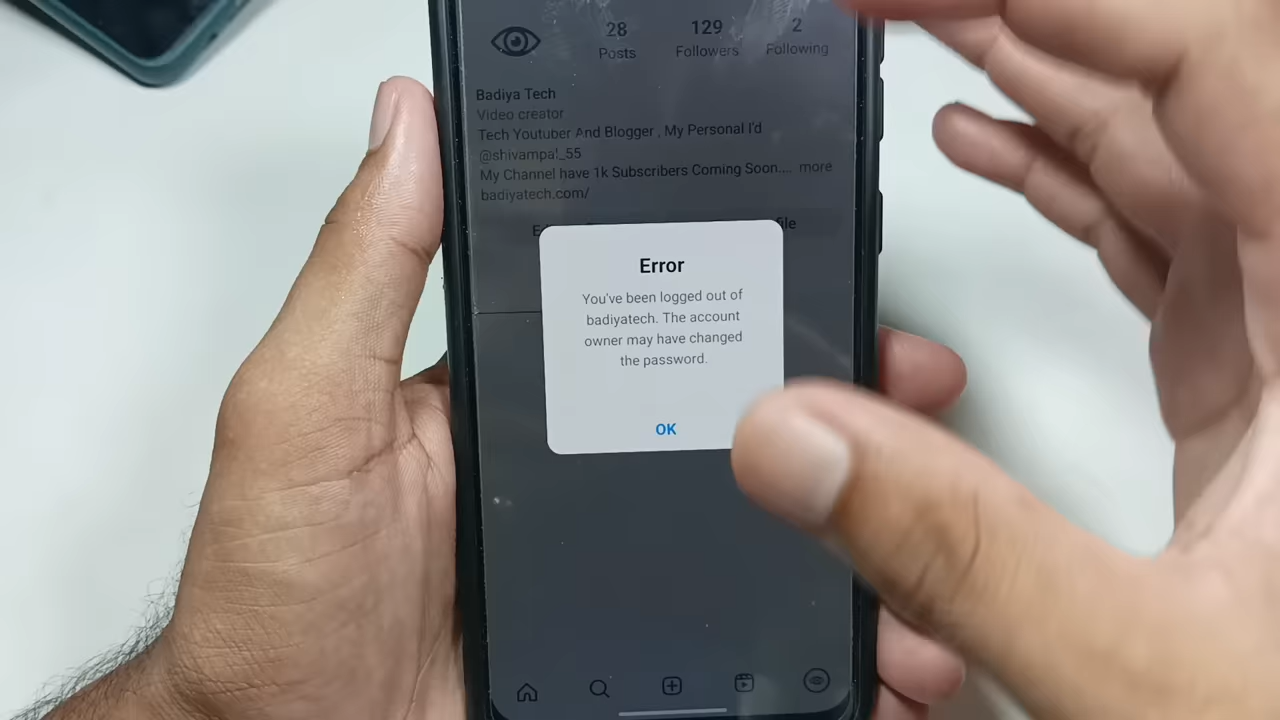 28 129 2
Posts Followers Following
Badiya Tech
Video creator
Tech Youtuber And Blogger , My Personal I'd
@shivampal_55
My Channel have 1k Subscribers Coming Soon.... more
badiyatech.com/
Error
You've been logged out of
badiyatech. The account
owner may have changed
the password.
OK